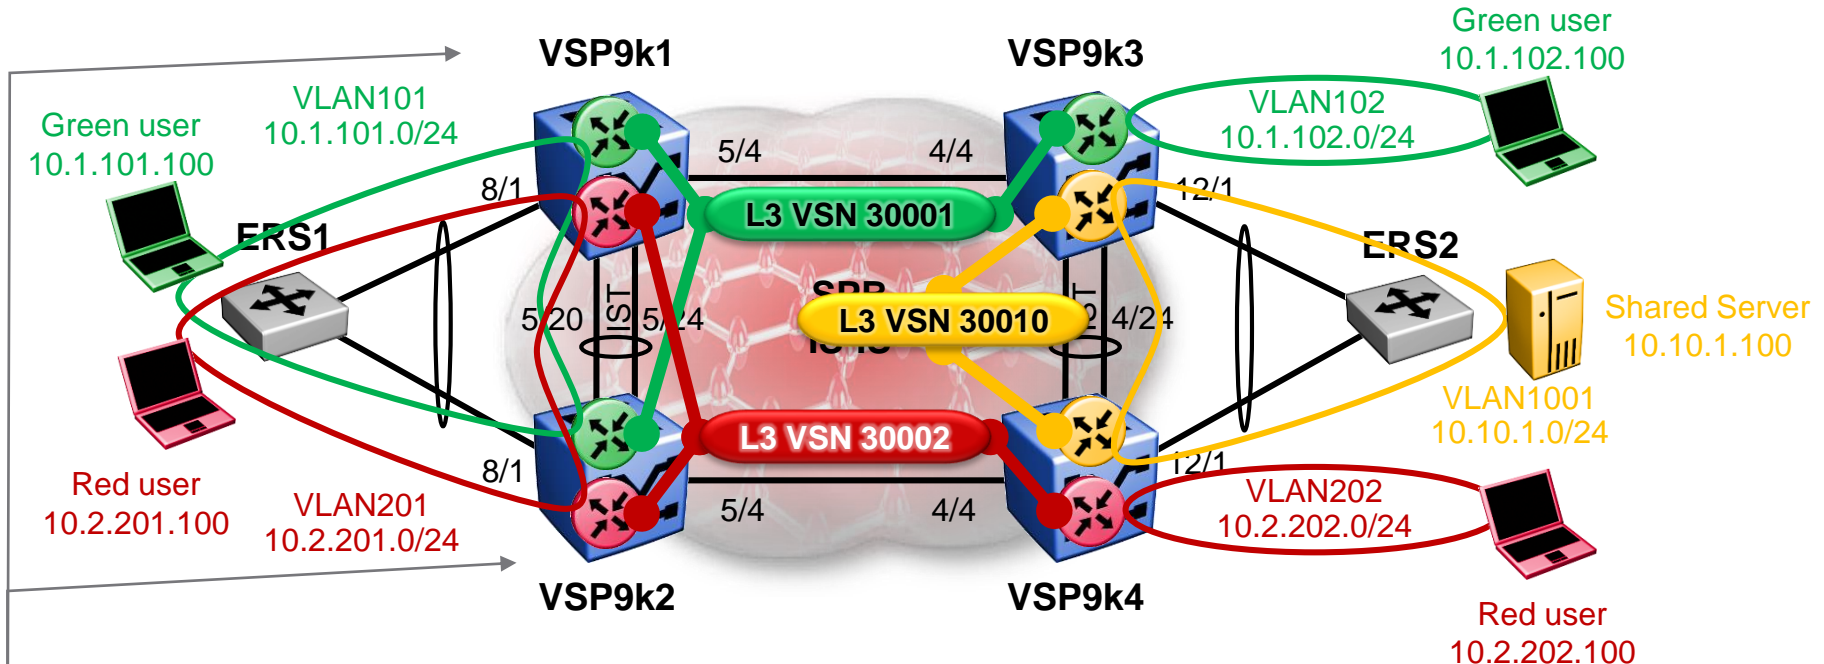 Green user
10.1.102.100
VSP9k1
VSP9k3
VLAN101
10.1.101.0/24
VLAN102
10.1.102.0/24
Green user
10.1.101.100
5/4
4/4
8/1
12/1
L3 VSN 30001
ERS1
ERS2
SPB
5/20
IST
5/24
L3 VSN 30010
4/24
Shared Server
10.10.1.100
VLAN1001
10.10.1.0/24
L3 VSN 30002
8/1
12/1
Red user
10.2.201.100
VLAN201
10.2.201.0/24
5/4
4/4
VLAN202
10.2.202.0/24
VSP9k2
VSP9k4
Red user
10.2.202.100